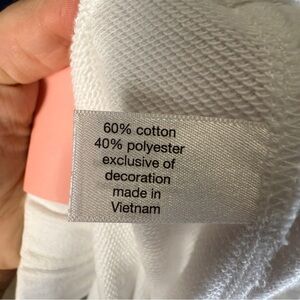 60% cotton
40% polyester
exclusive of
decoration
made in
Vietnam